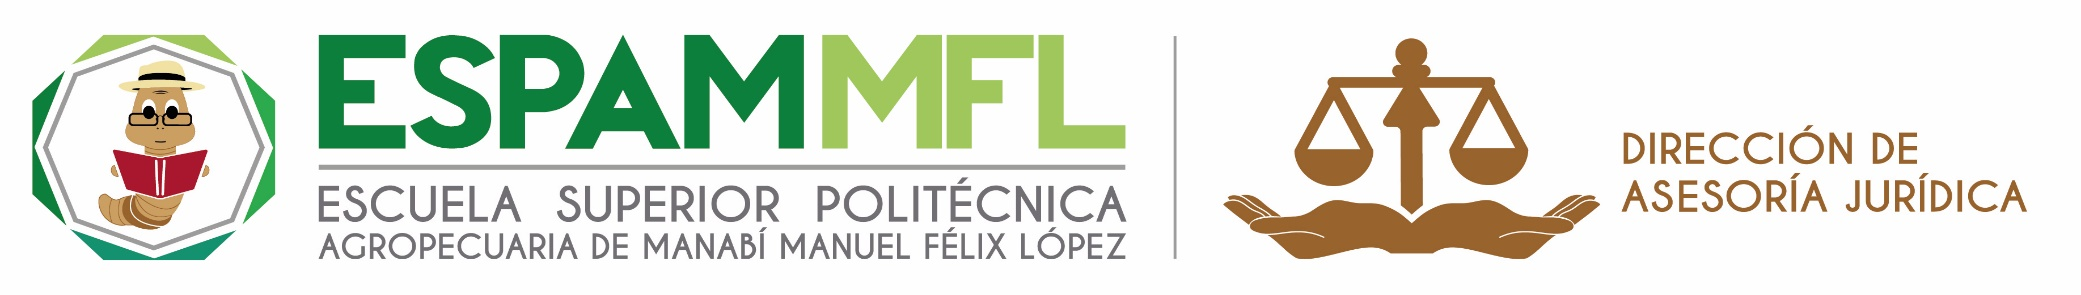 ESPAMMFL
ESCUELA SUPERIOR POLITÉCNICA
AGROPECUARIA DE MANABÍ MANUEL FÉLIX LÓPEZ
DIRECCIÓN DE
ASESORÍA JURÍDICA